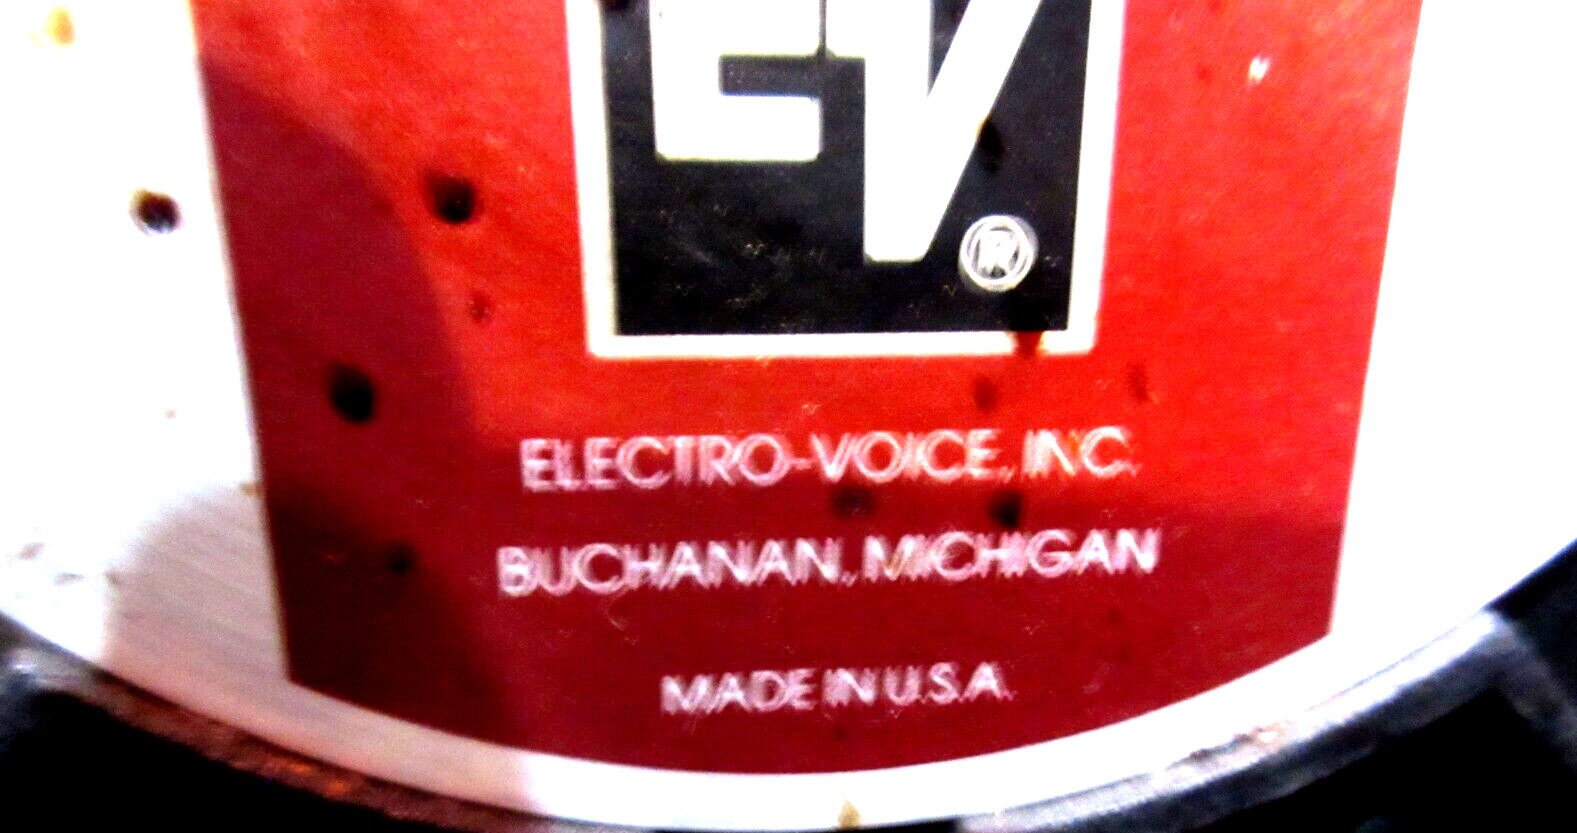 EV®
ELECTRO-VOICE, INC.
BUCHANAN, MICHIGAN
MADE IN U.S.A.